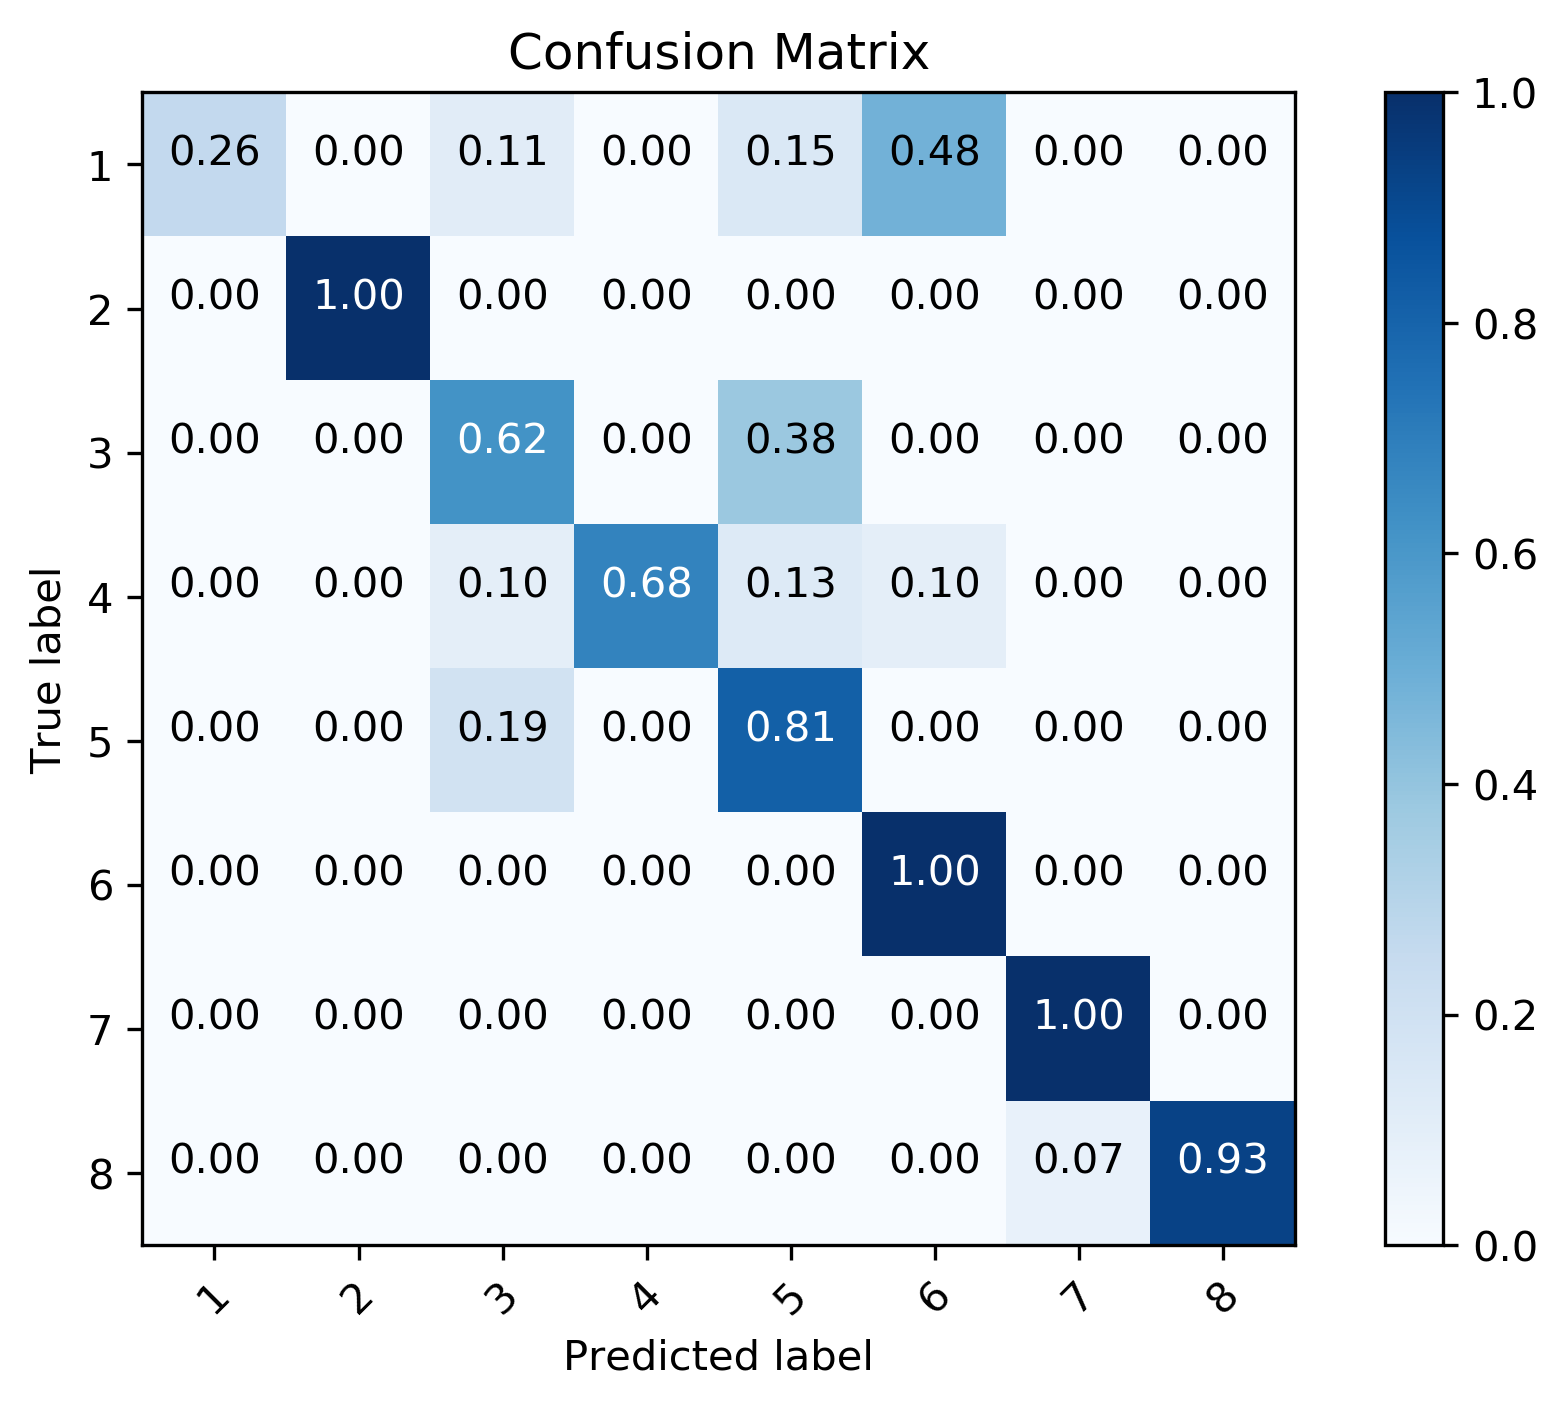 Confusion Matrix
1 0.26 0.00 0.11 0.00 0.15 0.48 0.00 0.00
2 0.00 1.00 0.00 0.00 0.00 0.00 0.00 0.00
3 0.00 0.00 0.62 0.00 0.38 0.00 0.00 0.00
4 0.00 0.00 0.10 0.68 0.13 0.10 0.00 0.00
5 0.00 0.00 0.19 0.00 0.81 0.00 0.00 0.00
6 0.00 0.00 0.00 0.00 0.00 1.00 0.00 0.00
7 0.00 0.00 0.00 0.00 0.00 0.00 1.00 0.00
8 0.00 0.00 0.00 0.00 0.00 0.00 0.07 0.93
1 2 3 4 5 6 7 8
Predicted label
True label
1.0
0.8
0.6
0.4
0.2
0.0